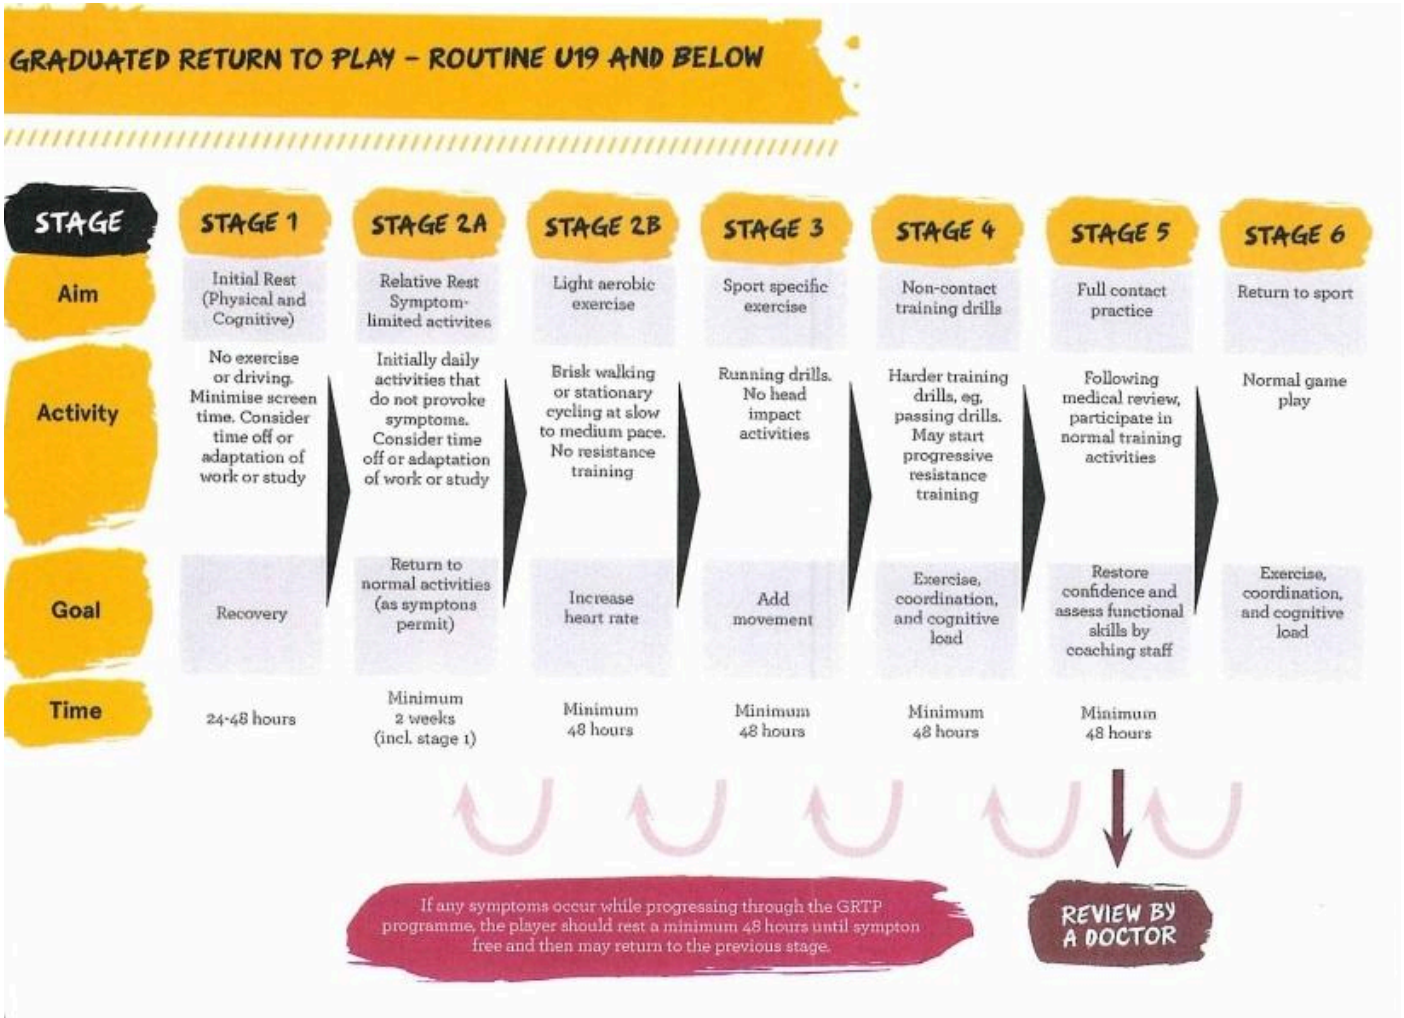 GRADUATED RETURN TO PLAY – ROUTINE U19 AND BELOW
STAGE
STAGE 1
STAGE 2A
STAGE 2B
STAGE 3
STAGE 4
STAGE 5
STAGE 6
Aim
Initial Rest
(Physical and
Cognitive)
Relative Rest
Symptom-
limited activites
Light aerobic
exercise
Sport specific
exercise
Non-contact
training drills
Full contact
practice
Return to sport
Activity
No exercise
or driving.
Minimise screen
time. Consider
time off or
adaptation of
work or study
Initially daily
activities that
do not provoke
symptoms.
Consider time
off or adaptation
of work or study
Brisk walking
or stationary
cycling at slow
to medium pace.
No resistance
training
Running drills.
No head
impact
activities
Harder training
drills, eg,
passing drills.
May start
progressive
resistance
training
Following
medical review,
participate in
normal training
activities
Normal game
play
Goal
Recovery
Return to
normal activities
(as symptons
permit)
Increase
heart rate
Add
movement
Exercise,
coordination,
and cognitive
load
Restore
confidence and
assess functional
skills by
coaching staff
Exercise,
coordination,
and cognitive
load
Time
24-48 hours
Minimum
2 weeks
(incl. stage 1)
Minimum
48 hours
Minimum
48 hours
Minimum
48 hours
Minimum
48 hours
If any symptoms occur while progressing through the GRTP
programme, the player should rest a minimum 48 hours until sympton
free and then may return to the previous stage.
REVIEW BY
A DOCTOR